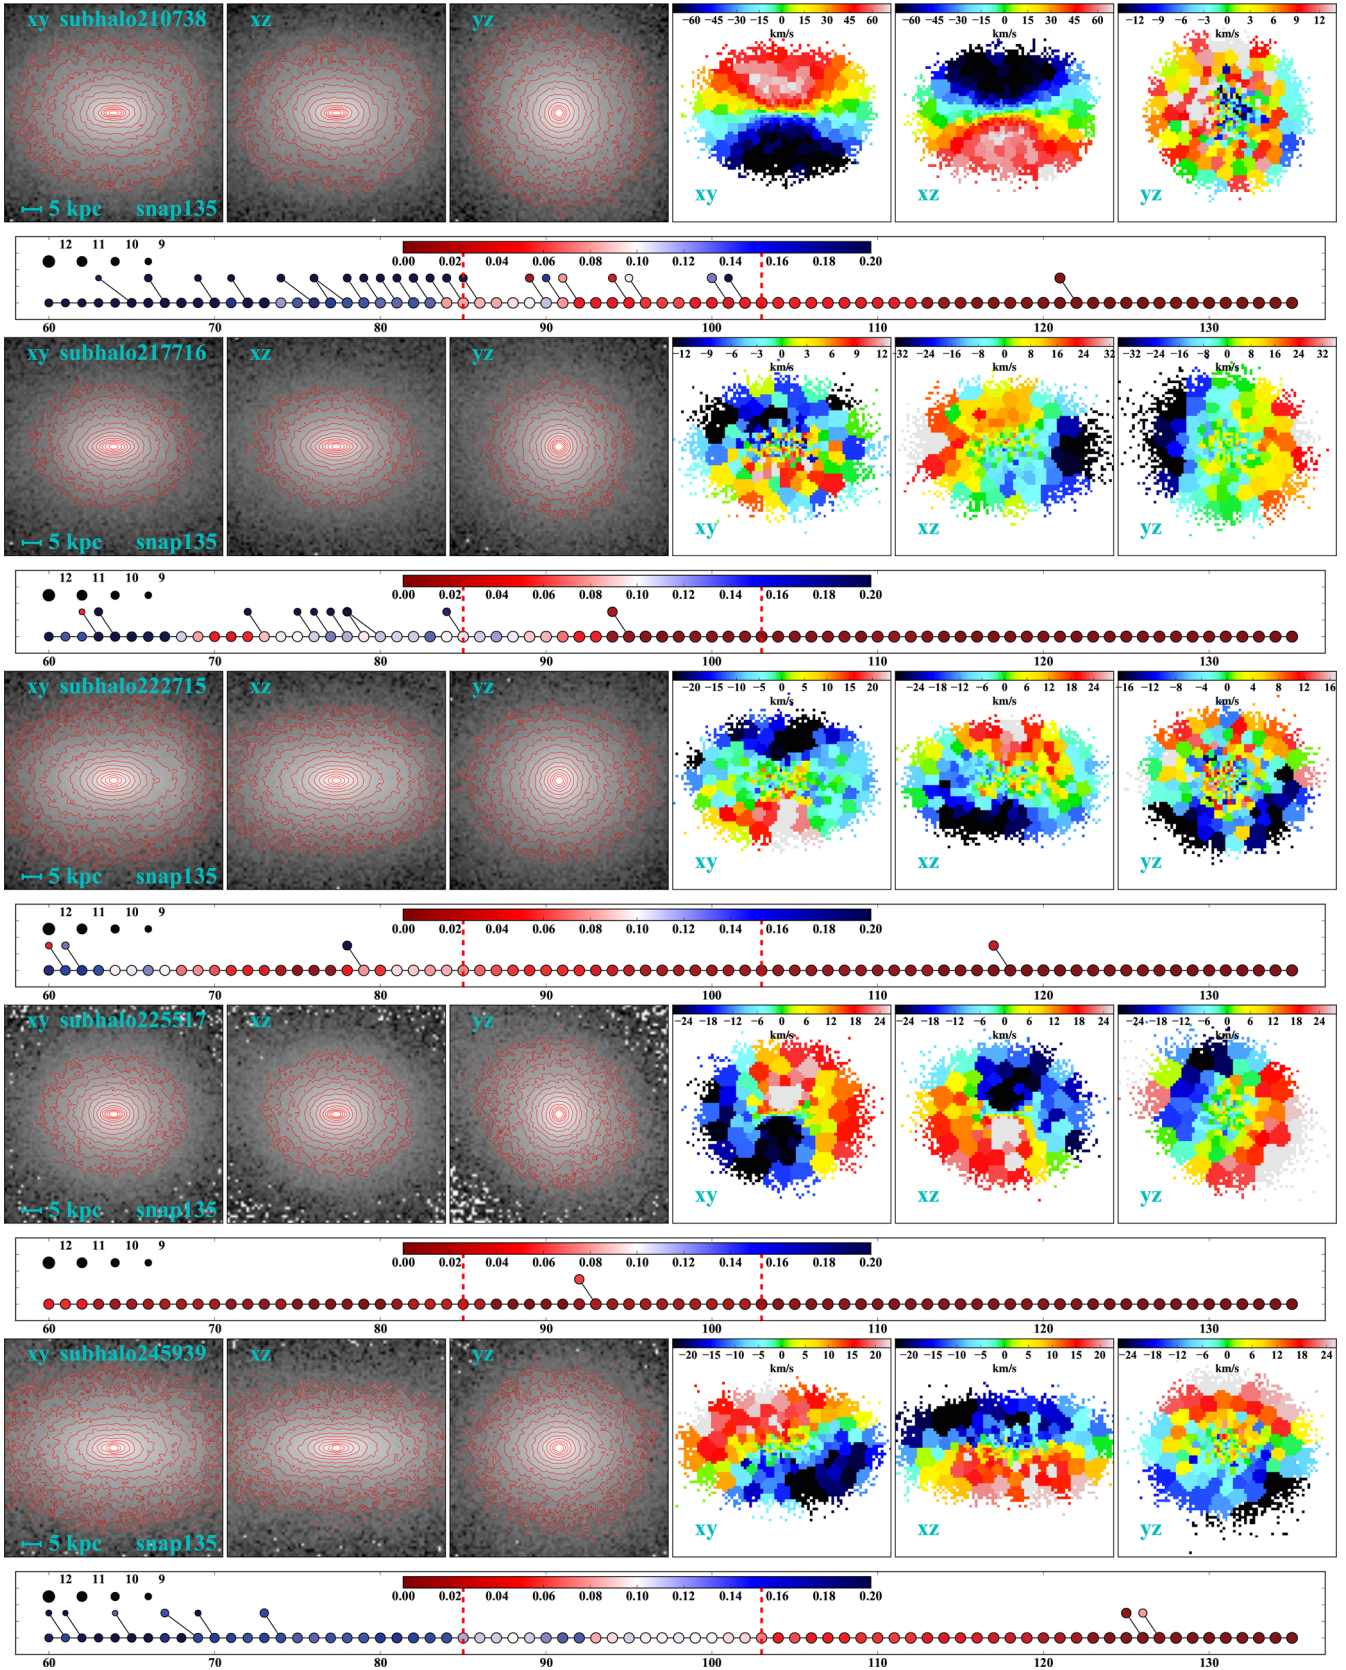 xy subhalo210738 xz yz
−60 −45 −30 −15 0 15 30 45 60
km/s
−60 −45 −30 −15 0 15 30 45 60
km/s
−12 −9 −6 −3 0 3 6 9 12
km/s
5 kpc snap135
xy xz yz
12 11 10 9
0.00 0.02 0.04 0.06 0.08 0.10 0.12 0.14 0.16 0.18 0.20
60 70 80 90 100 110 120 130
xy subhalo217716 xz yz
−12 −9 −6 −3 0 3 6 9 12
km/s
−32 −24 −16 −8 0 8 16 24 32
km/s
−32 −24 −16 −8 0 8 16 24 32
km/s
5 kpc snap135
xy xz yz
12 11 10 9
0.00 0.02 0.04 0.06 0.08 0.10 0.12 0.14 0.16 0.18 0.20
60 70 80 90 100 110 120 130
xy subhalo222715 xz yz
−20 −15 −10 −5 0 5 10 15 20
km/s
−24 −18 −12 −6 0 6 12 18 24
km/s
−16 −12 −8 −4 0 4 8 12 16
km/s
5 kpc snap135
xy xz yz
12 11 10 9
0.00 0.02 0.04 0.06 0.08 0.10 0.12 0.14 0.16 0.18 0.20
60 70 80 90 100 110 120 130
xy subhalo225517 xz yz
−24 −18 −12 −6 0 6 12 18 24
km/s
−24 −18 −12 −6 0 6 12 18 24
km/s
−24 −18 −12 −6 0 6 12 18 24
km/s
5 kpc snap135
xy xz yz
12 11 10 9
0.00 0.02 0.04 0.06 0.08 0.10 0.12 0.14 0.16 0.18 0.20
60 70 80 90 100 110 120 130
xy subhalo245939 xz yz
−20 −15 −10 −5 0 5 10 15 20
km/s
−20 −15 −10 −5 0 5 10 15 20
km/s
−24 −18 −12 −6 0 6 12 18 24
km/s
5 kpc snap135
xy xz yz
12 11 10 9
0.00 0.02 0.04 0.06 0.08 0.10 0.12 0.14 0.16 0.18 0.20
60 70 80 90 100 110 120 130